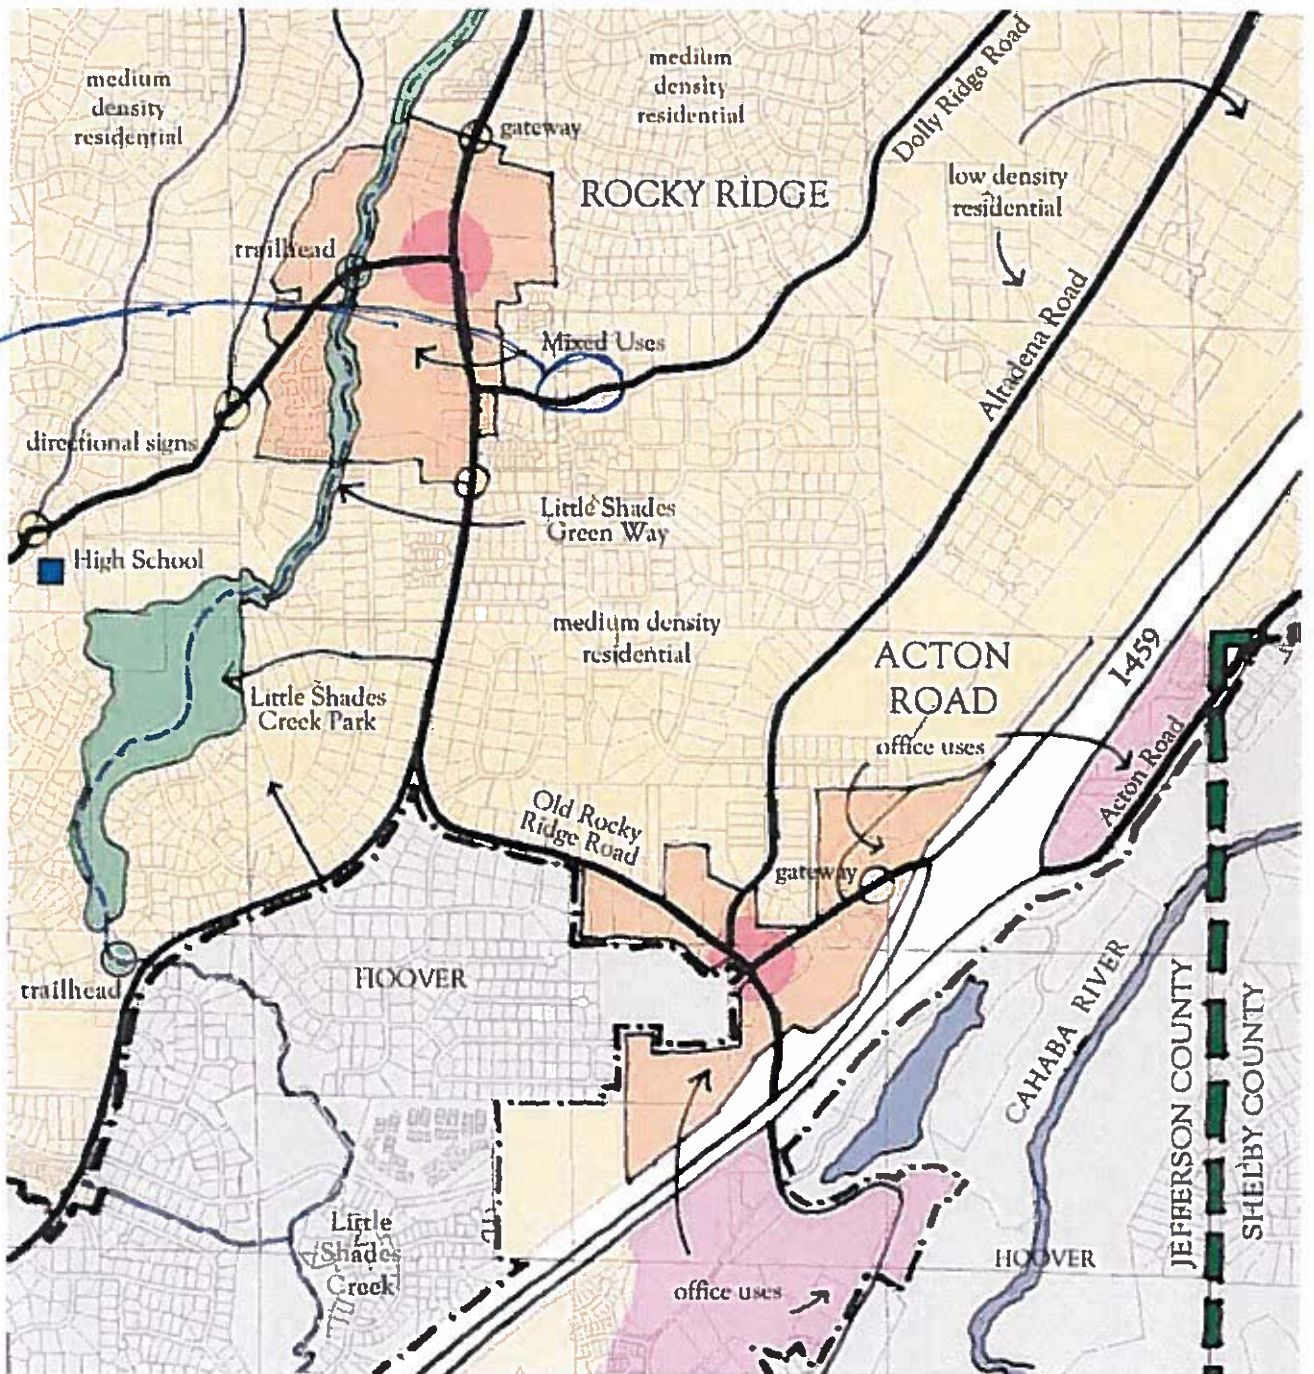 medium
density
residential
medium
density
residential
gateway
Dolly Ridge Road
ROCKY RIDGE
low density
residential
trailhead
Mixed Uses
Altadena Road
directional signs
Little Shades
Green Way
High School
medium density
residential
ACTON
ROAD
I-459
Little Shades
Creek Park
office uses
Acton Road
Old Rocky
Ridge Road
gateway
HOOVER
trailhead
CAHABA RIVER
JEFFERSON COUNTY
SHELBY COUNTY
Little
Shades
Creek
HOOVER
office uses